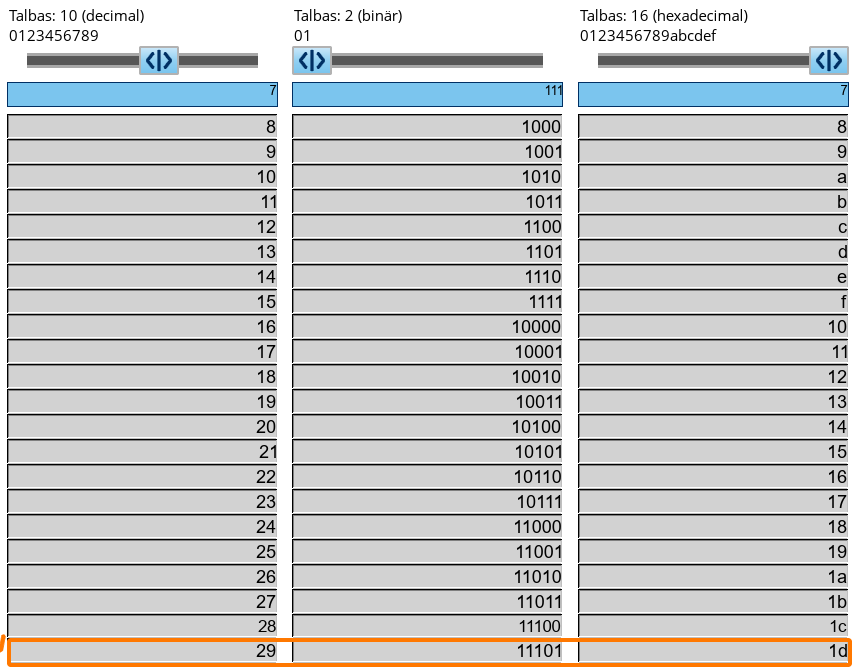 Talbas: 10 (decimal) Talbas: 2 (binär) Talbas: 16 (hexadecimal)
0123456789 01 0123456789abcdef
7 111 7
8 1000 8
9 1001 9
10 1010 a
11 1011 b
12 1100 c
13 1101 d
14 1110 e
15 1111 f
16 10000 10
17 10001 11
18 10010 12
19 10011 13
20 10100 14
21 10101 15
22 10110 16
23 10111 17
24 11000 18
25 11001 19
26 11010 1a
27 11011 1b
28 11100 1c
29 11101 1d